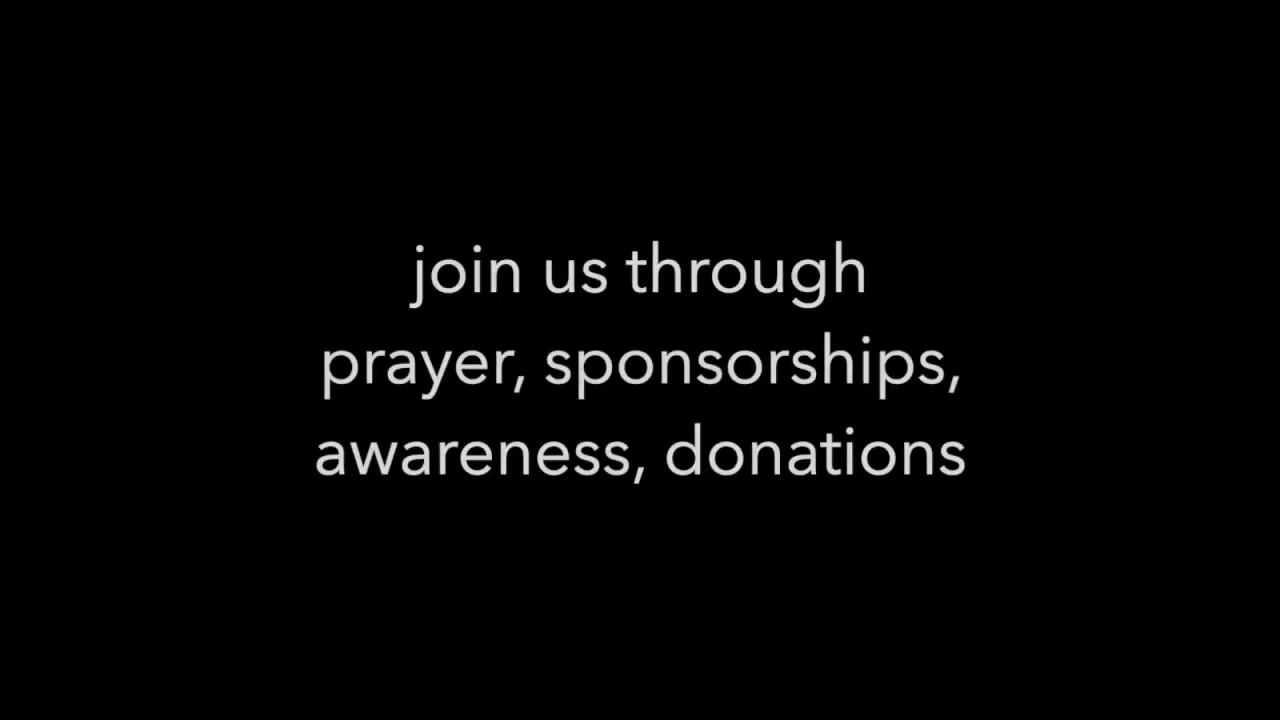 join us through
prayer, sponsorships,
awareness, donations